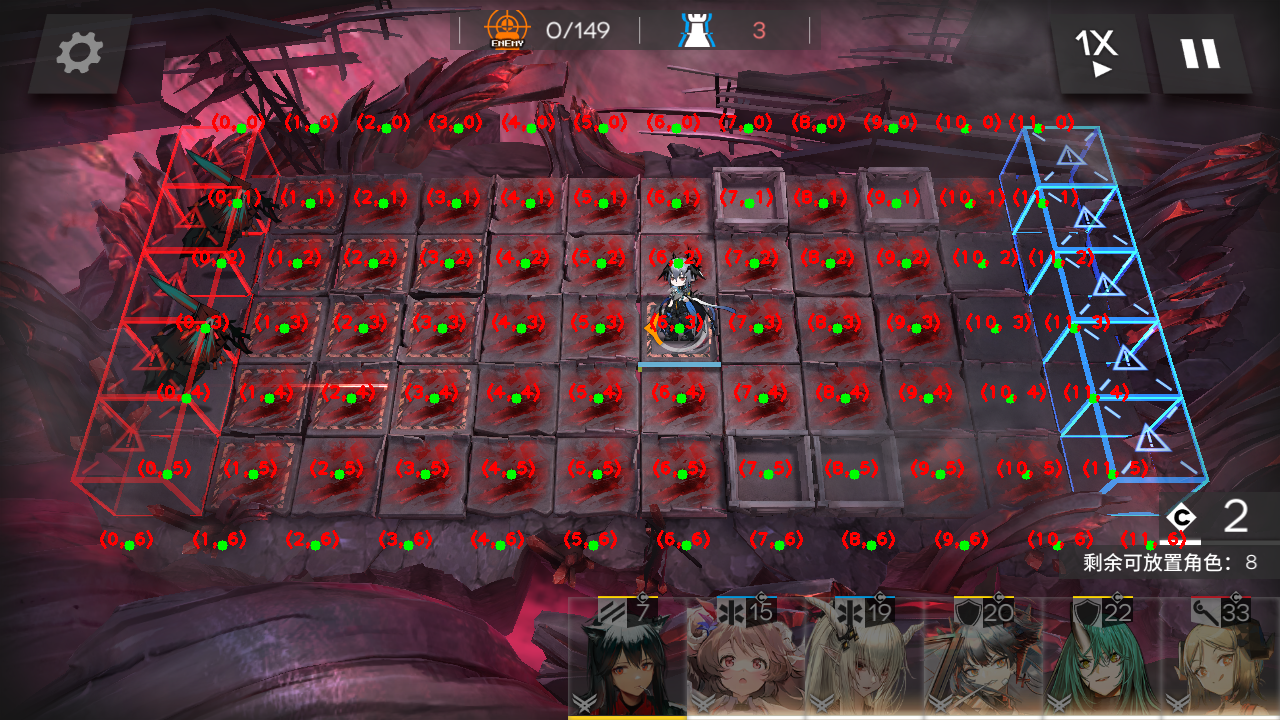 ENEMY 0/149 3 1X
(0, 0) (1, 0) (2, 0) (3, 0) (4, 0) (5, 0) (6, 0) (7, 0) (8, 0) (9, 0) (10, 0) (11, 0)
(0, 1) (1, 1) (2, 1) (3, 1) (4, 1) (5, 1) (6, 1) (7, 1) (8, 1) (9, 1) (10, 1) (11, 1)
(0, 2) (1, 2) (2, 2) (3, 2) (4, 2) (5, 2) (6, 2) (7, 2) (8, 2) (9, 2) (10, 2) (11, 2)
(0, 3) (1, 3) (2, 3) (3, 3) (4, 3) (5, 3) (6, 3) (7, 3) (8, 3) (9, 3) (10, 3) (11, 3)
(0, 4) (1, 4) (2, 4) (3, 4) (4, 4) (5, 4) (6, 4) (7, 4) (8, 4) (9, 4) (10, 4) (11, 4)
(0, 5) (1, 5) (2, 5) (3, 5) (4, 5) (5, 5) (6, 5) (7, 5) (8, 5) (9, 5) (10, 5) (11, 5)
C 2
(0, 6) (1, 6) (2, 6) (3, 6) (4, 6) (5, 6) (6, 6) (7, 6) (8, 6) (9, 6) (10, 6) (11, 6)
剩余可放置角色: 8
C C C C C C
7 15 19 20 22 33